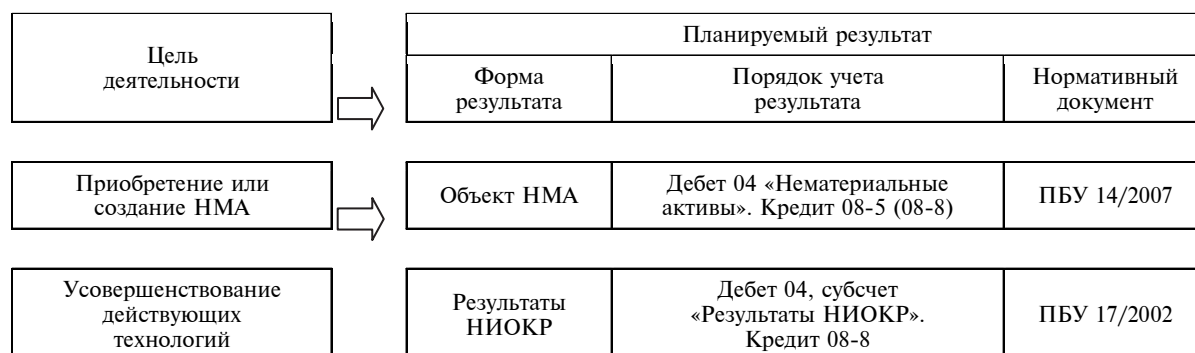 Цель
деятельности
Планируемый результат
Форма
результата
Порядок учета
результата
Нормативный
документ
Приобретение или
создание НМА
Объект НМА
Дебет 04 «Нематериальные
активы». Кредит 08-5 (08-8)
ПБУ 14/2007
Усовершенствование
действующих
технологий
Результаты
НИОКР
Дебет 04, субсчет
«Результаты НИОКР».
Кредит 08-8
ПБУ 17/2002